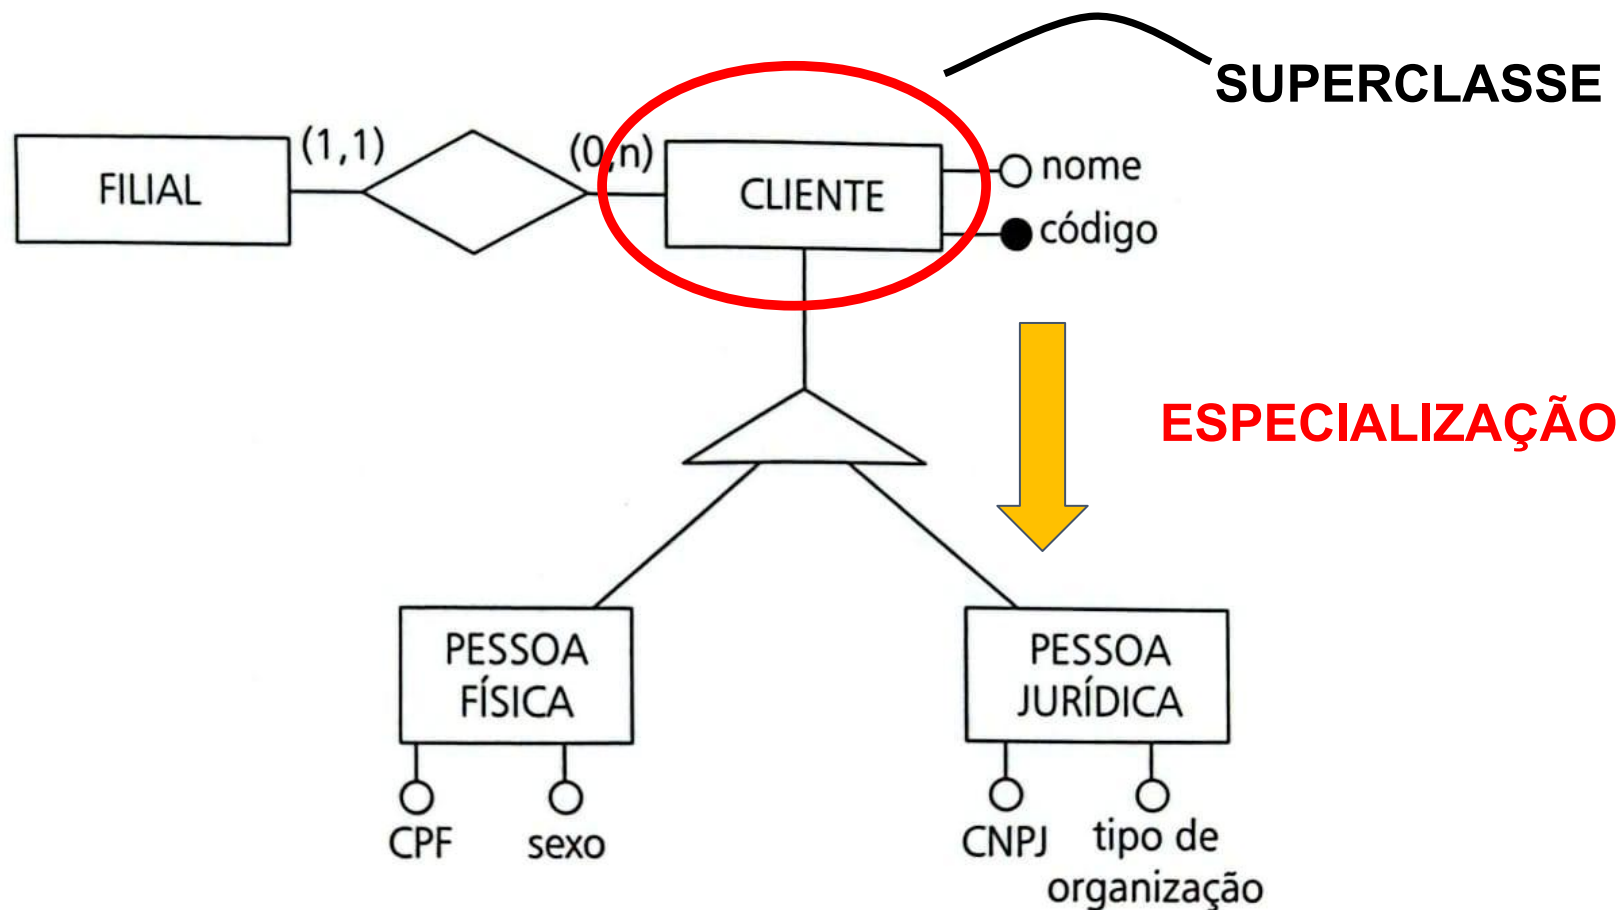 SUPERCLASSE
(1,1)
(0,n)
nome
FILIAL
CLIENTE
código
ESPECIALIZAÇÃO
PESSOA
FÍSICA
PESSOA
JURÍDICA
CPF
sexo
CNPJ
tipo de
organização